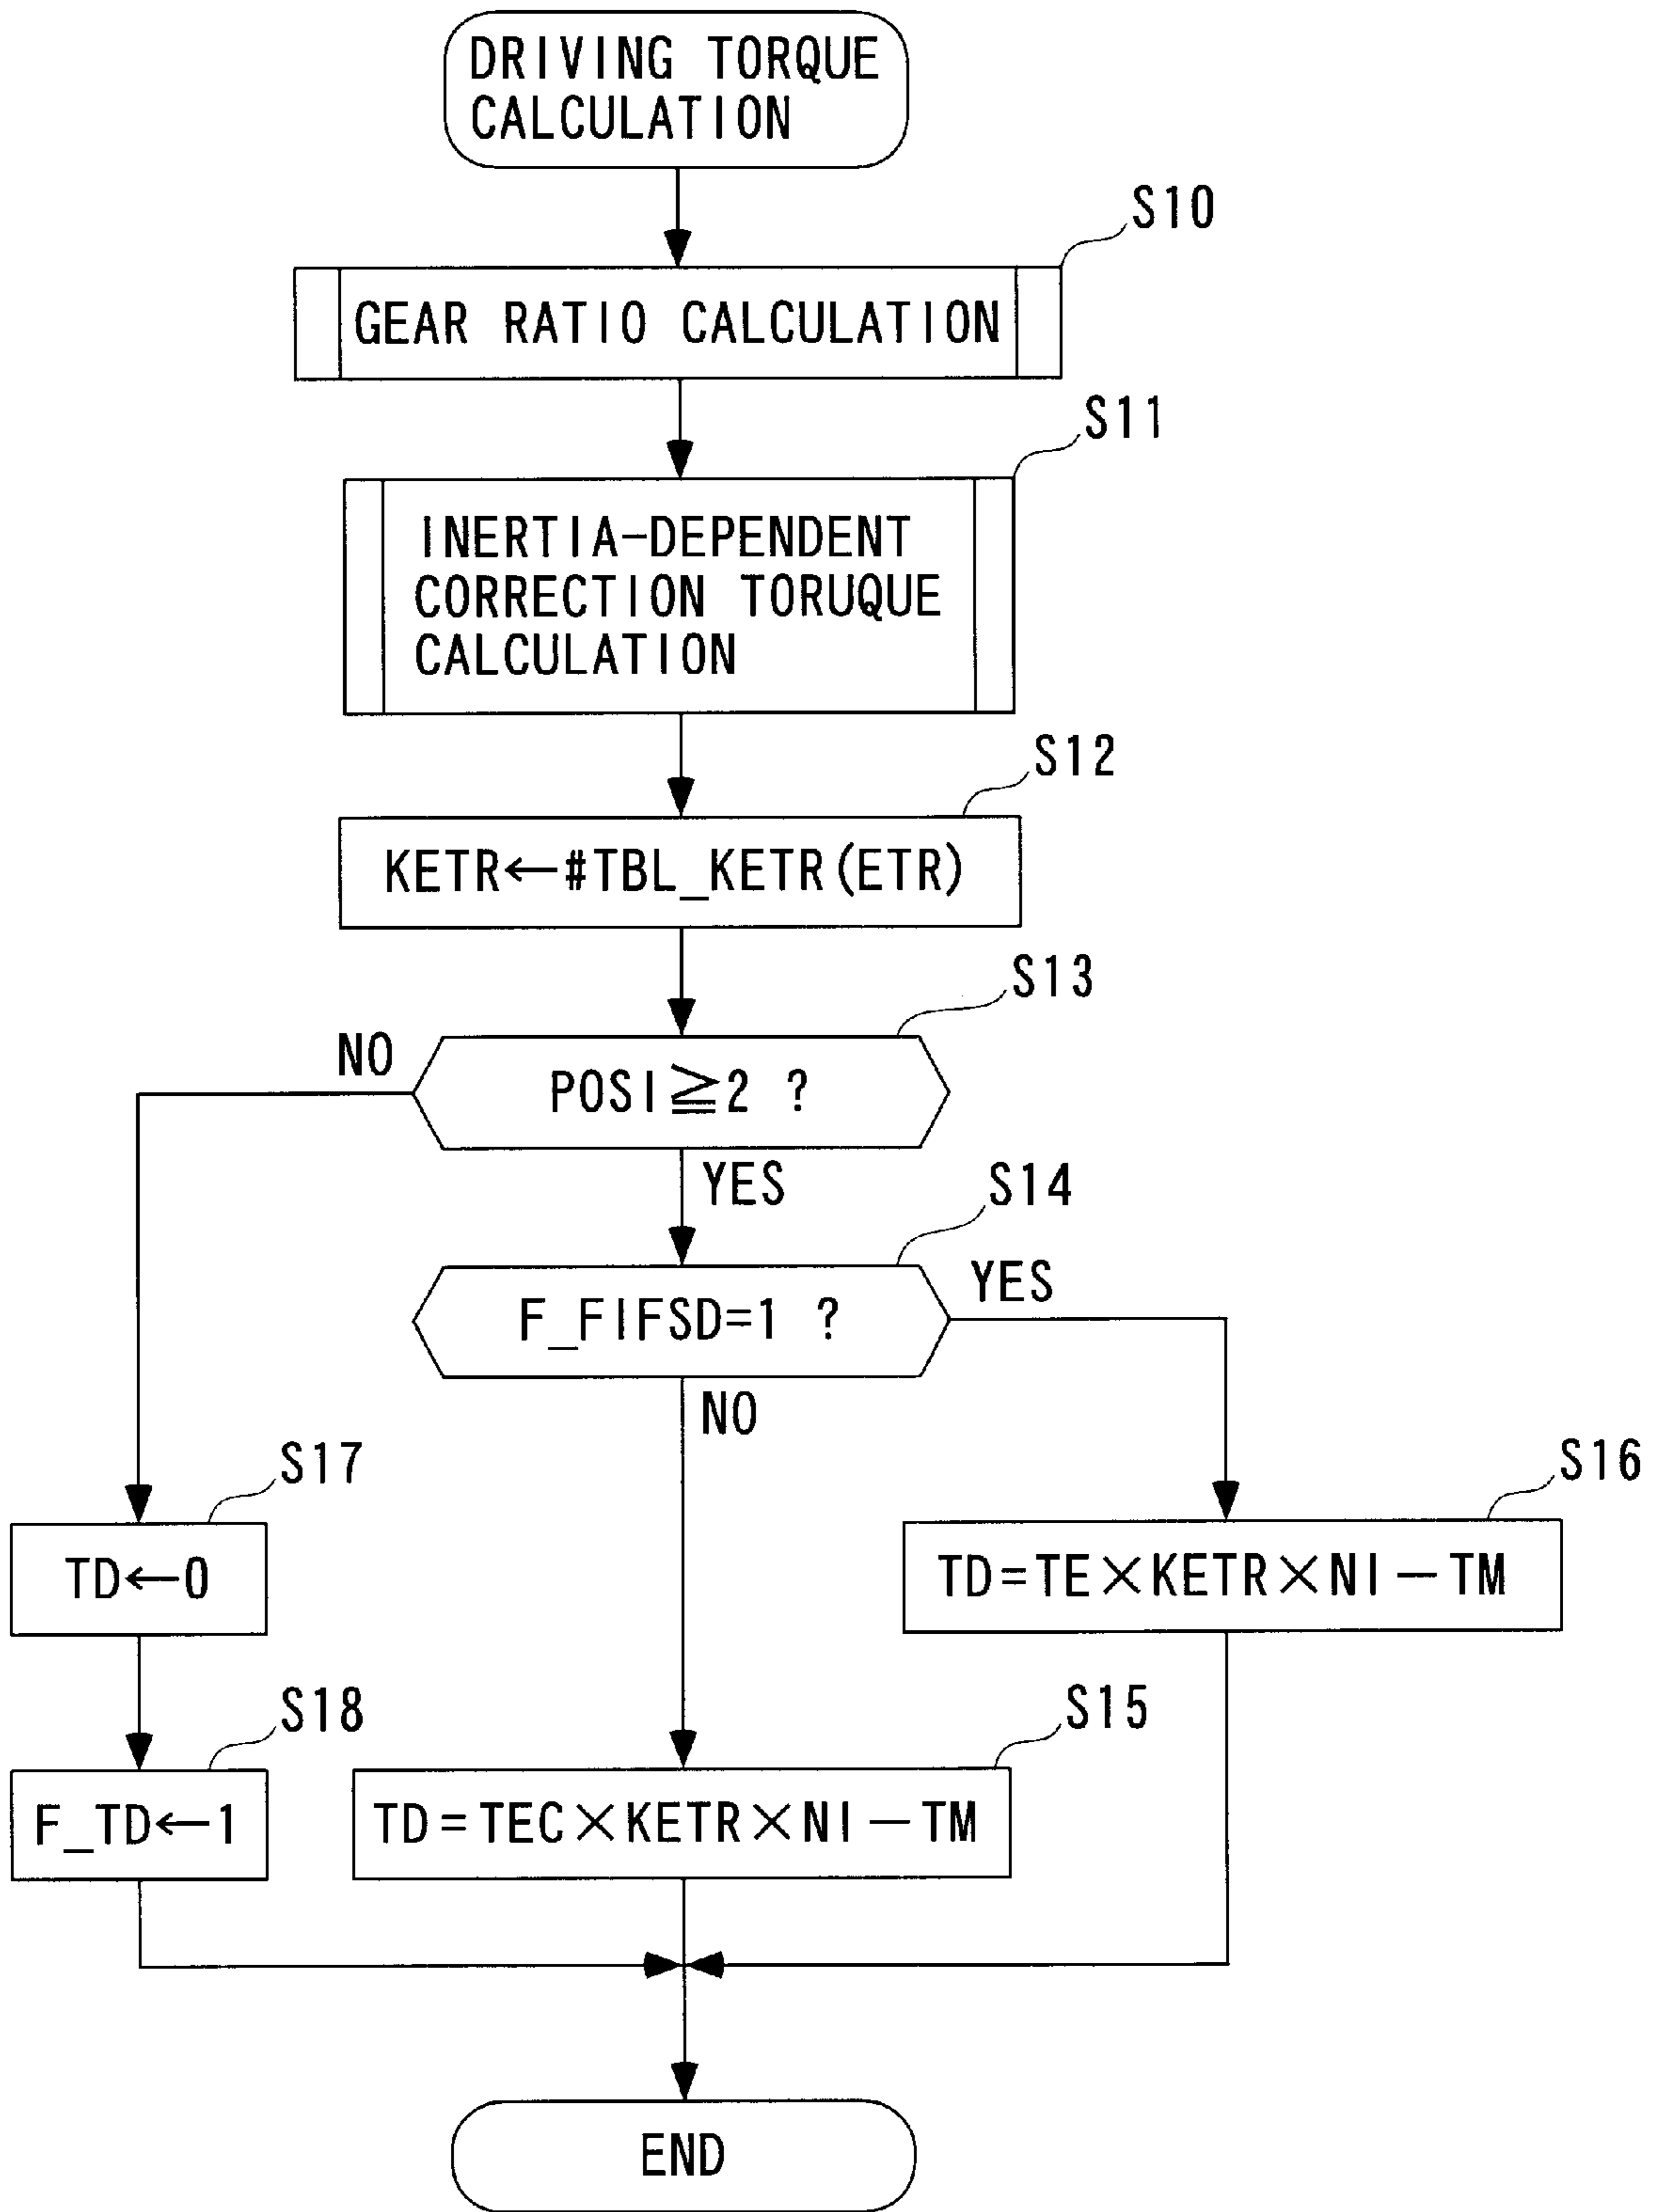 DRIVING TORQUE
CALCULATION
S10
GEAR RATIO CALCULATION
S11
INERTIA-DEPENDENT
CORRECTION TORUQUE
CALCULATION
S12
KETR←#TBL_KETR(ETR)
S13
NO
POSI≧2 ?
YES
S14
YES
F_FIFSD=1 ?
NO
S17
S16
TD←0
TD=TE×KETR×NI−TM
S18
S15
F_TD←1
TD=TEC×KETR×NI−TM
END